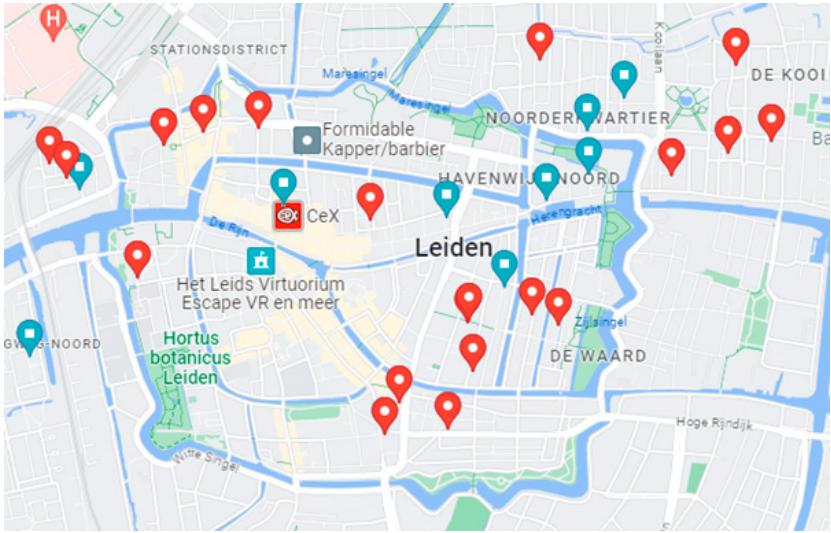 H
STATIONSDISTRICT
Maresingel
Maresingel
Kooilaan
DE KOOI
NOORDERKWARTIER
Formidable
Kapper/barbier
HAVENWIJK-NOORD
CeX
De Rijn
Herengracht
Leiden
Het Leids Virtuorium
Escape VR en meer
Zijlsingel
Hortus
botanicus
Leiden
DE WAARD
Hoge Rijndijk
Witte Singel